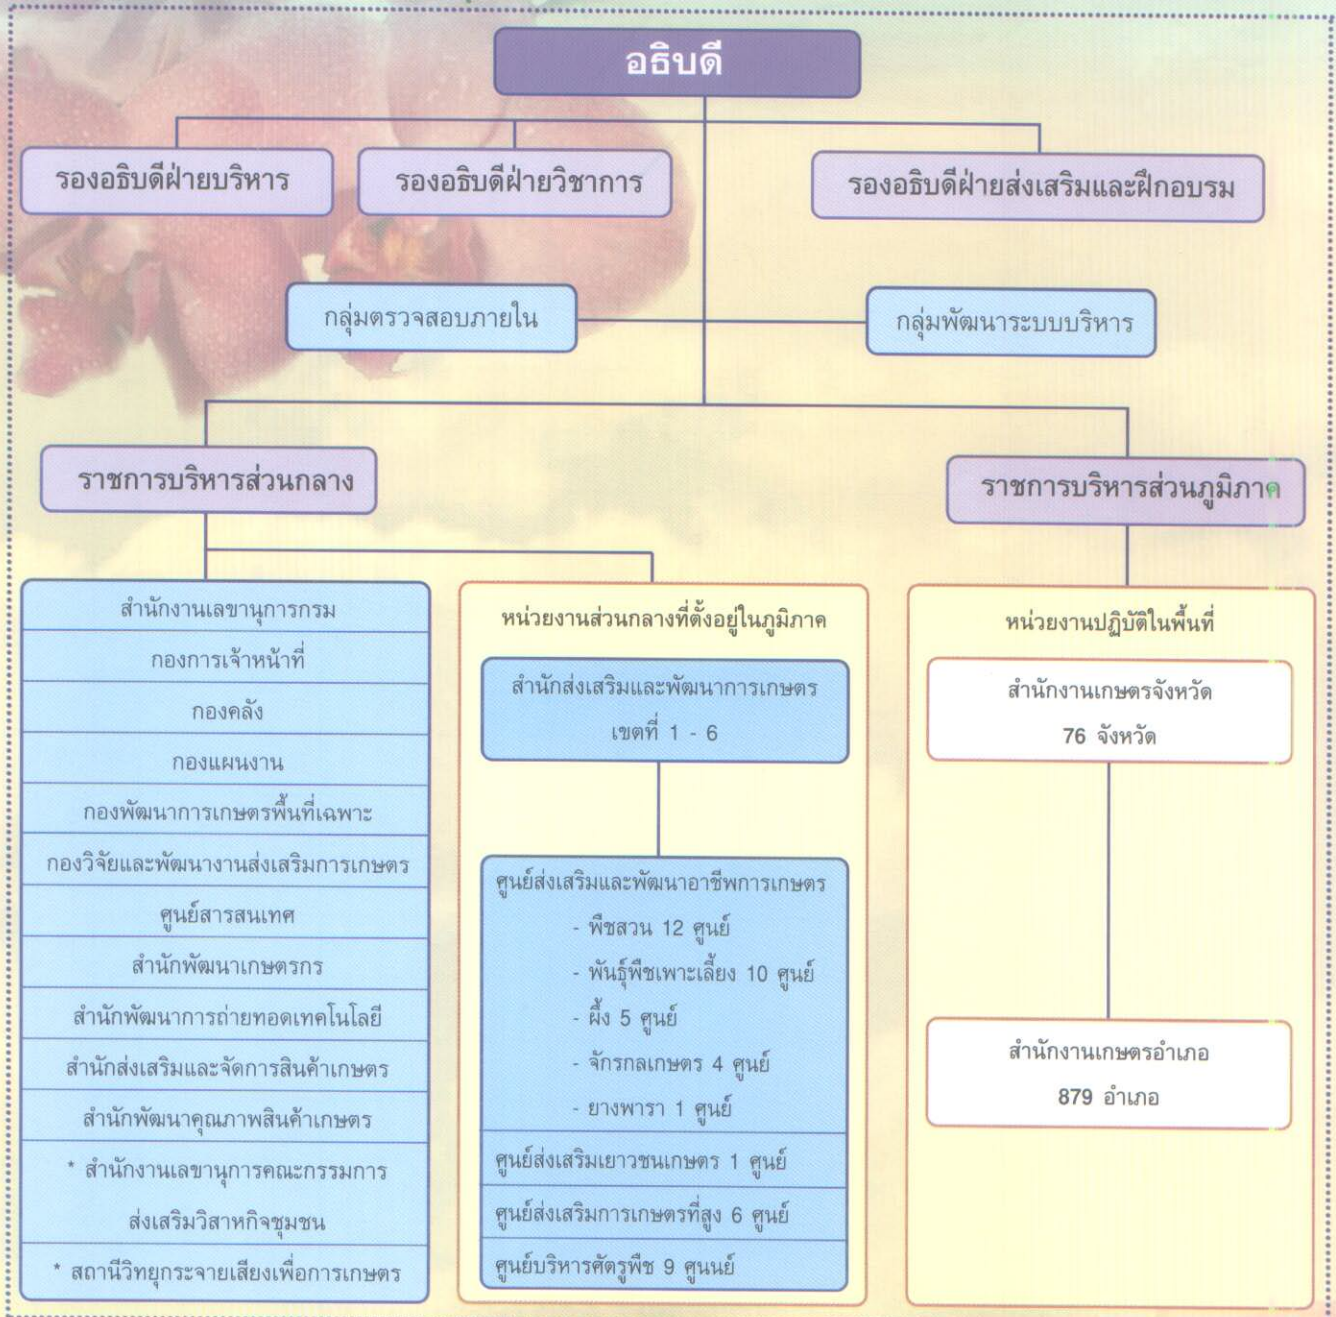 อธิบดี
รองอธิบดีฝ่ายบริหาร
รองอธิบดีฝ่ายวิชาการ
รองอธิบดีฝ่ายส่งเสริมและฝึกอบรม
กลุ่มตรวจสอบภายใน
กลุ่มพัฒนาระบบบริหาร
ราชการบริหารส่วนกลาง
ราชการบริหารส่วนภูมิภาค
สำนักงานเลขานุการกรม
กองการเจ้าหน้าที่
กองคลัง
กองแผนงาน
กองพัฒนาการเกษตรพื้นที่เฉพาะ
กองวิจัยและพัฒนางานส่งเสริมการเกษตร
ศูนย์สารสนเทศ
สำนักพัฒนาเกษตรกร
สำนักพัฒนาการถ่ายทอดเทคโนโลยี
สำนักส่งเสริมและจัดการสินค้าเกษตร
สำนักพัฒนาคุณภาพสินค้าเกษตร
* สำนักงานเลขานุการคณะกรรมการ
ส่งเสริมวิสาหกิจชุมชน
* สถานีวิทยุกระจายเสียงเพื่อการเกษตร
หน่วยงานส่วนกลางที่ตั้งอยู่ในภูมิภาค
สำนักส่งเสริมและพัฒนาการเกษตร
เขตที่ 1 - 6
ศูนย์ส่งเสริมและพัฒนาอาชีพการเกษตร
- พืชสวน 12 ศูนย์
- พันธุ์พืชเพาะเลี้ยง 10 ศูนย์
- ผึ้ง 5 ศูนย์
- จักรกลเกษตร 4 ศูนย์
- ยางพารา 1 ศูนย์
ศูนย์ส่งเสริมเยาวชนเกษตร 1 ศูนย์
ศูนย์ส่งเสริมการเกษตรที่สูง 6 ศูนย์
ศูนย์บริหารศัตรูพืช 9 ศูนนย์
หน่วยงานปฏิบัติในพื้นที่
สำนักงานเกษตรจังหวัด
76 จังหวัด
สำนักงานเกษตรอำเภอ
879 อำเภอ